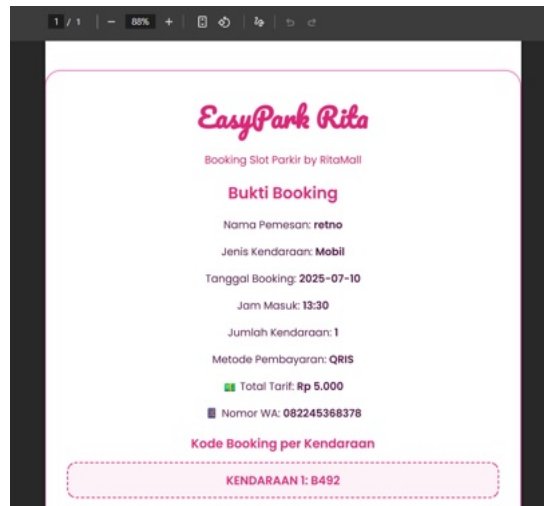 1 / 1 − 88% +
EasyPark Rita
Booking Slot Parkir by RitaMall
Bukti Booking
Nama Pemesan: retno
Jenis Kendaraan: Mobil
Tanggal Booking: 2025-07-10
Jam Masuk: 13:30
Jumlah Kendaraan: 1
Metode Pembayaran: QRIS
💵 Total Tarif: Rp 5.000
📱 Nomor WA: 082245368378
Kode Booking per Kendaraan
KENDARAAN 1: B492